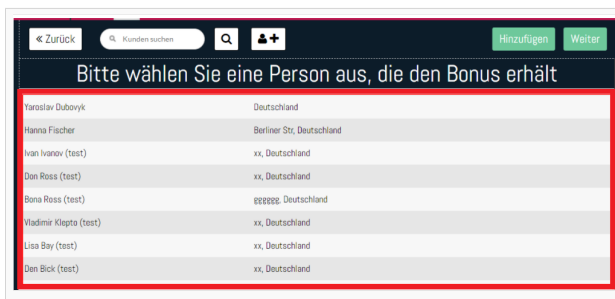 « Zurück
Kunden suchen
Hinzufügen
Weiter
Bitte wählen Sie eine Person aus, die den Bonus erhält
Yaroslav Dubovyk Deutschland
Hanna Fischer Berliner Str, Deutschland
Ivan Ivanov (test) xx, Deutschland
Don Ross (test) xx, Deutschland
Bona Ross (test) gggggg, Deutschland
Vladimir Klepto (test) xx, Deutschland
Lisa Bay (test) xx, Deutschland
Den Bick (test) xx, Deutschland